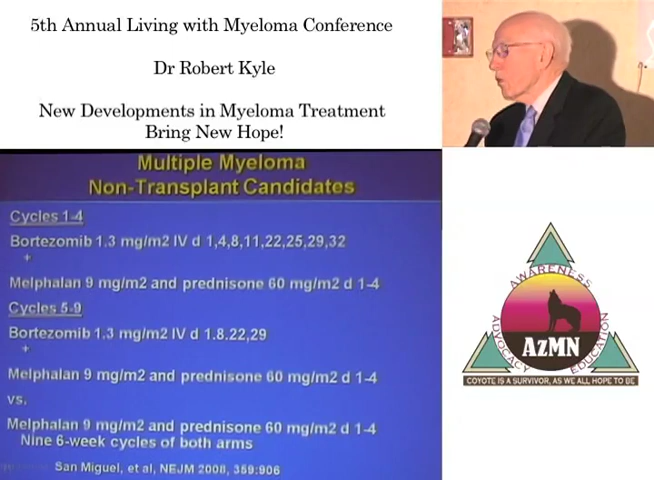 5th Annual Living with Myeloma Conference
Dr Robert Kyle
New Developments in Myeloma Treatment
Bring New Hope!
Multiple Myeloma
Non-Transplant Candidates
Cycles 1-4
Bortezomib 1.3 mg/m2 IV d 1,4,8,11,22,25,29,32
+
Melphalan 9 mg/m2 and prednisone 60 mg/m2 d 1-4
Cycles 5-9
Bortezomib 1.3 mg/m2 IV d 1.8.22,29
+
Melphalan 9 mg/m2 and prednisone 60 mg/m2 d 1-4
vs.
Melphalan 9 mg/m2 and prednisone 60 mg/m2 d 1-4
Nine 6-week cycles of both arms
San Miguel, et al, NEJM 2008, 359:906
AWARENESS
ADVOCACY
EDUCATION
AzMN
COYOTE IS A SURVIVOR, AS WE ALL HOPE TO BE